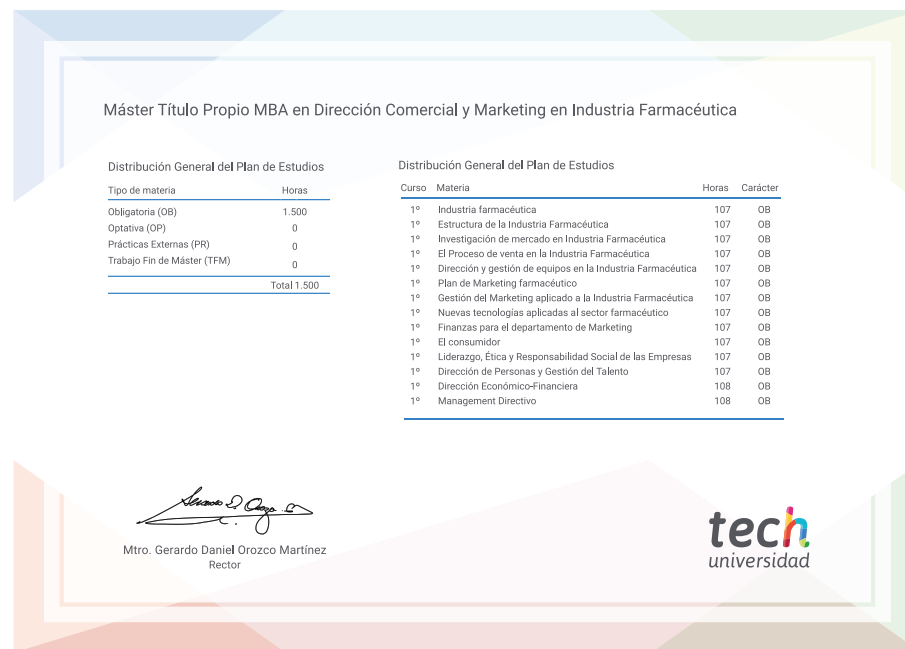 Máster Título Propio MBA en Dirección Comercial y Marketing en Industria Farmacéutica
Distribución General del Plan de Estudios
Tipo de materia Horas
Obligatoria (OB) 1.500
Optativa (OP) 0
Prácticas Externas (PR) 0
Trabajo Fin de Máster (TFM) 0
Total 1.500
Distribución General del Plan de Estudios
Curso Materia Horas Carácter
1º Industria farmacéutica 107 OB
1º Estructura de la Industria Farmacéutica 107 OB
1º Investigación de mercado en Industria Farmacéutica 107 OB
1º El Proceso de venta en la Industria Farmacéutica 107 OB
1º Dirección y gestión de equipos en la Industria Farmacéutica 107 OB
1º Plan de Marketing farmacéutico 107 OB
1º Gestión del Marketing aplicado a la Industria Farmacéutica 107 OB
1º Nuevas tecnologías aplicadas al sector farmacéutico 107 OB
1º Finanzas para el departamento de Marketing 107 OB
1º El consumidor 107 OB
1º Liderazgo, Ética y Responsabilidad Social de las Empresas 107 OB
1º Dirección de Personas y Gestión del Talento 107 OB
1º Dirección Económico-Financiera 108 OB
1º Management Directivo 108 OB
Mtro. Gerardo Daniel Orozco Martínez
Rector
tech
universidad